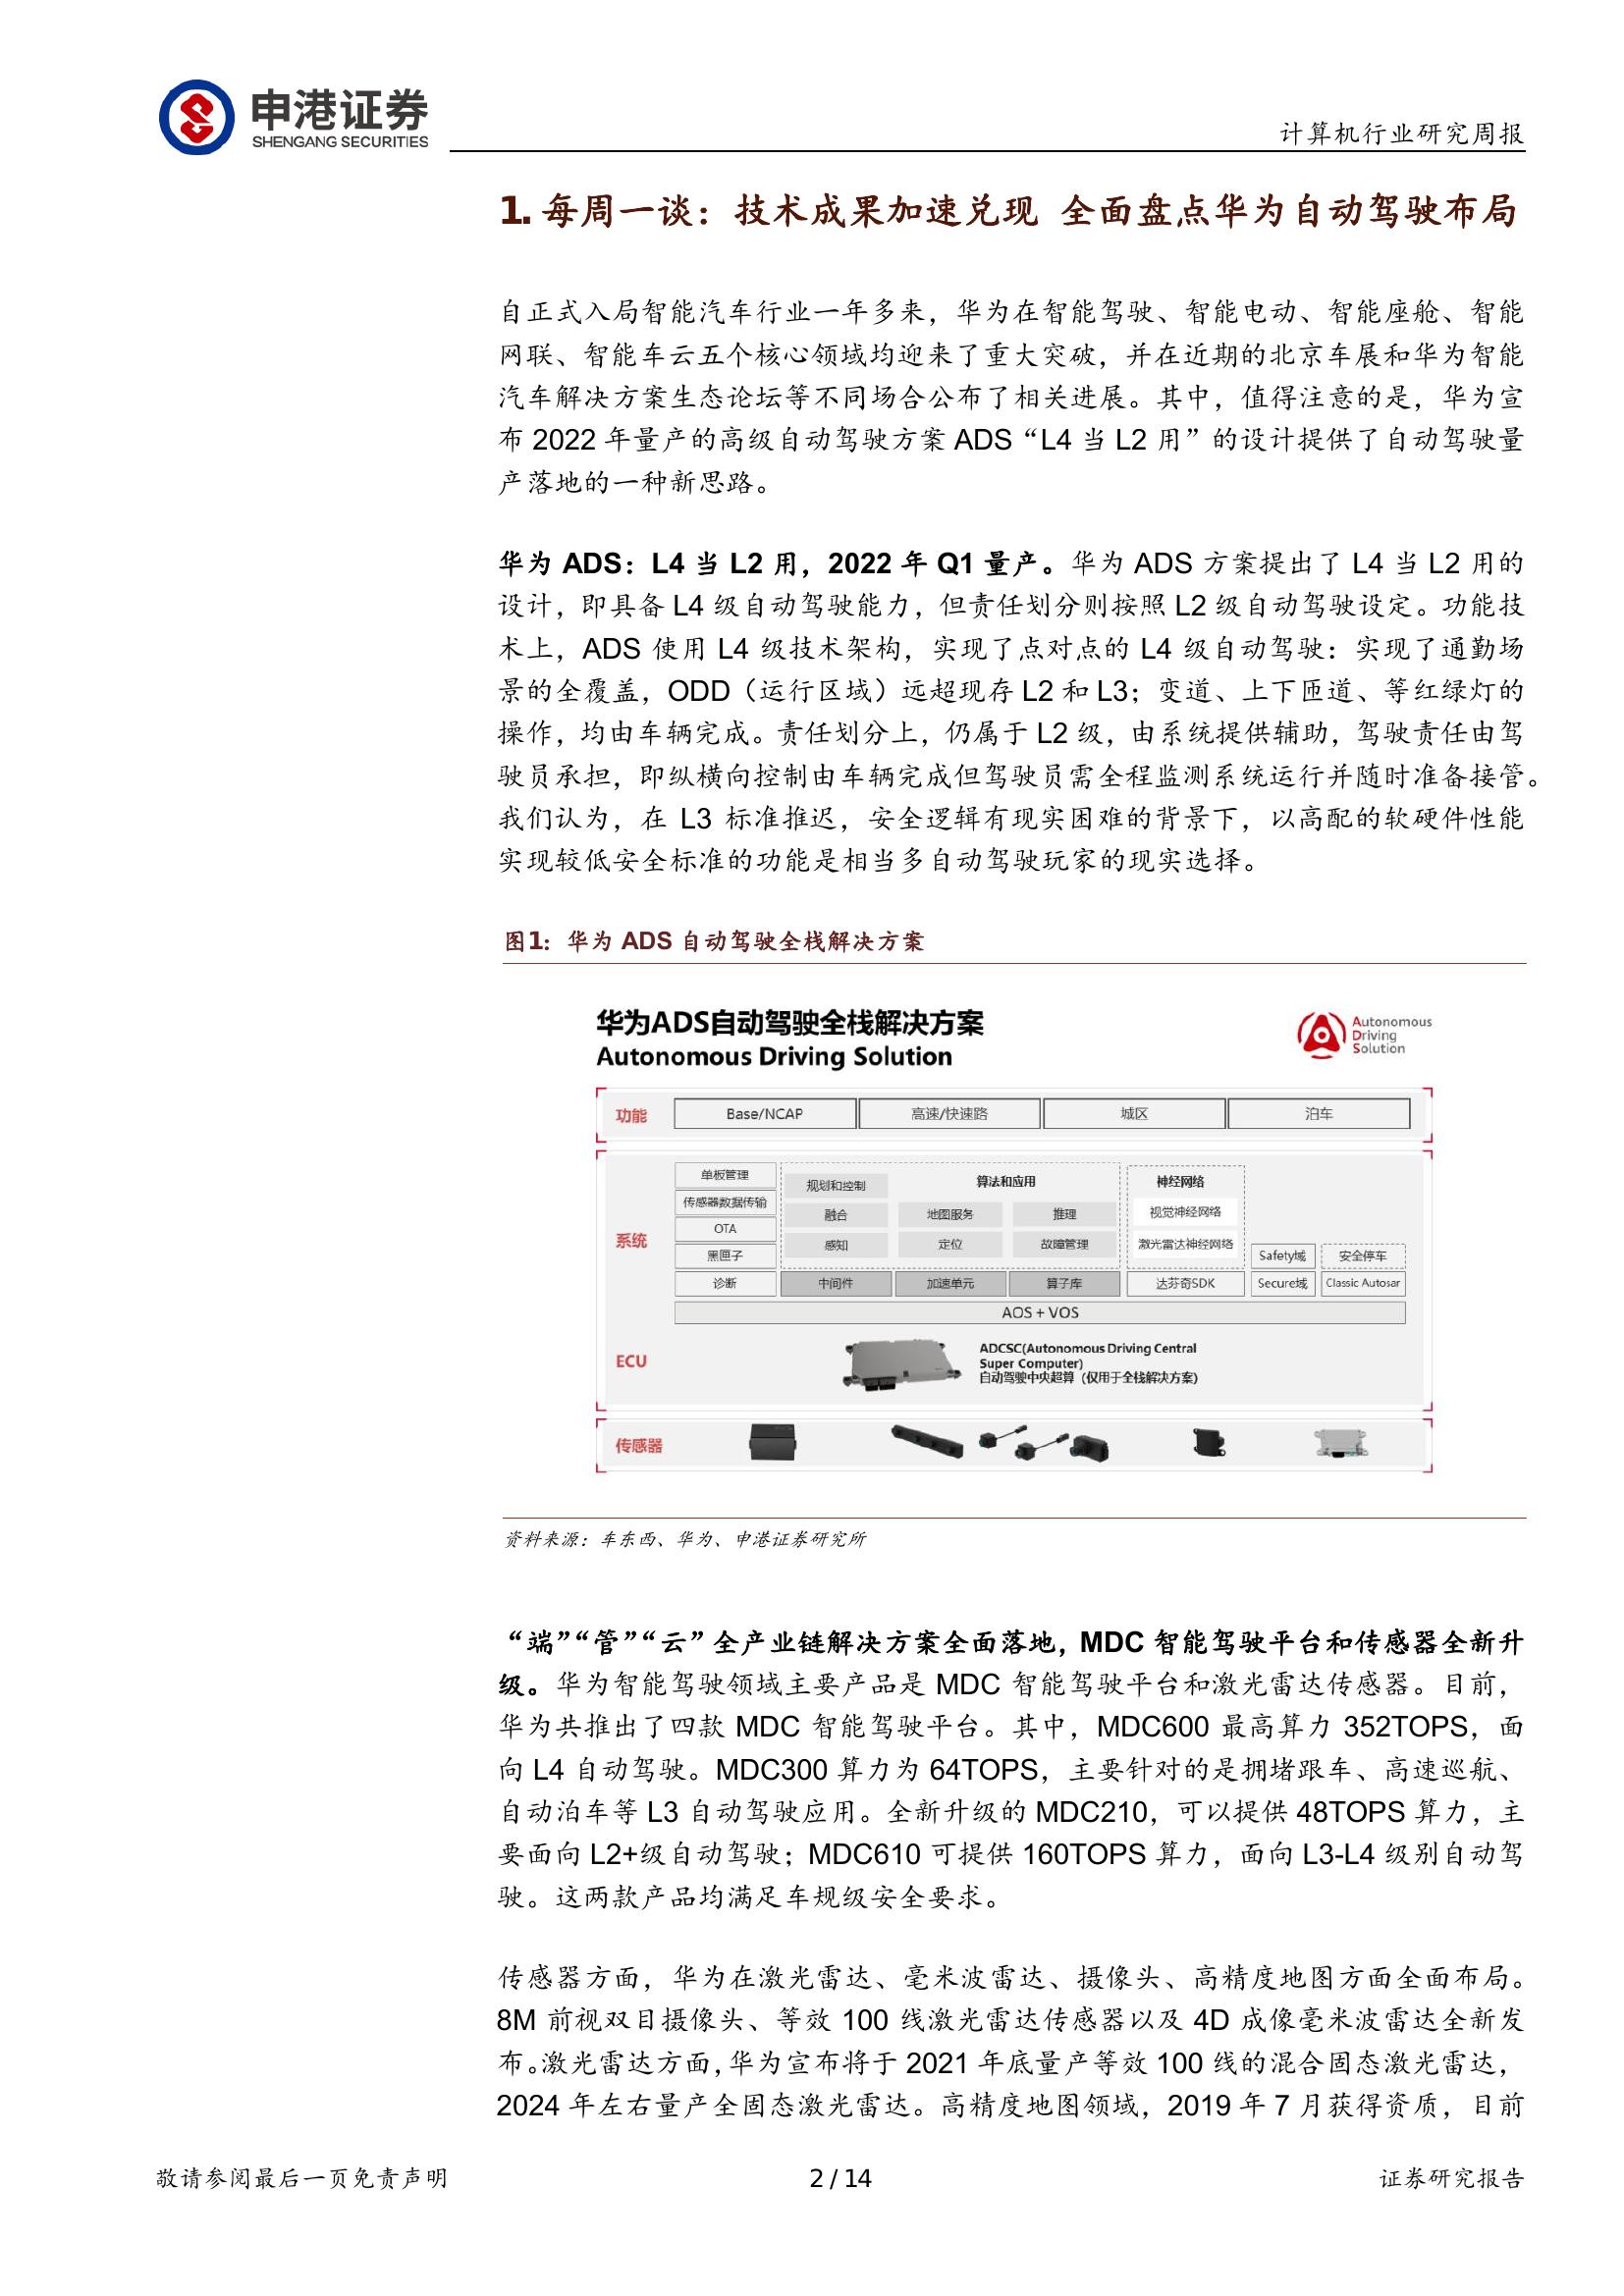 申港证券
SHENGANG SECURITIES
计算机行业研究周报
1. 每周一谈：技术成果加速兑现 全面盘点华为自动驾驶布局
自正式入局智能汽车行业一年多来，华为在智能驾驶、智能电动、智能座舱、智能
网联、智能车云五个核心领域均迎来了重大突破，并在近期的北京车展和华为智能
汽车解决方案生态论坛等不同场合公布了相关进展。其中，值得注意的是，华为宣
布 2022 年量产的高级自动驾驶方案 ADS“L4 当 L2 用”的设计提供了自动驾驶量
产落地的一种新思路。
华为 ADS：L4 当 L2 用，2022 年 Q1 量产。华为 ADS 方案提出了 L4 当 L2 用的
设计，即具备 L4 级自动驾驶能力，但责任划分则按照 L2 级自动驾驶设定。功能技
术上，ADS 使用 L4 级技术架构，实现了点对点的 L4 级自动驾驶：实现了通勤场
景的全覆盖，ODD（运行区域）远超现存 L2 和 L3；变道、上下匝道、等红绿灯的
操作，均由车辆完成。责任划分上，仍属于 L2 级，由系统提供辅助，驾驶责任由驾
驶员承担，即纵横向控制由车辆完成但驾驶员需全程监测系统运行并随时准备接管。
我们认为，在 L3 标准推迟，安全逻辑有现实困难的背景下，以高配的软硬件性能
实现较低安全标准的功能是相当多自动驾驶玩家的现实选择。
图1：华为 ADS 自动驾驶全栈解决方案
华为ADS自动驾驶全栈解决方案
Autonomous Driving Solution
Autonomous
Driving
Solution
功能 Base/NCAP 高速/快速路 城区 泊车
单板管理 规划和控制 算法和应用 神经网络
传感器数据传输 融合 地图服务 推理 视觉神经网络
系统 OTA 感知 定位 故障管理 激光雷达神经网络
黑匣子 Safety域 安全停车
诊断 中间件 加速单元 算子库 达芬奇SDK Secure域 Classic Autosar
AOS + VOS
ECU
ADCSC(Autonomous Driving Central
Super Computer)
自动驾驶中央超算（仅用于全栈解决方案）
传感器
资料来源：车东西、华为、申港证券研究所
“端”“管”“云”全产业链解决方案全面落地，MDC 智能驾驶平台和传感器全新升
级。华为智能驾驶领域主要产品是 MDC 智能驾驶平台和激光雷达传感器。目前，
华为共推出了四款 MDC 智能驾驶平台。其中，MDC600 最高算力 352TOPS，面
向 L4 自动驾驶。MDC300 算力为 64TOPS，主要针对的是拥堵跟车、高速巡航、
自动泊车等 L3 自动驾驶应用。全新升级的 MDC210，可以提供 48TOPS 算力，主
要面向 L2+级自动驾驶；MDC610 可提供 160TOPS 算力，面向 L3-L4 级别自动驾
驶。这两款产品均满足车规级安全要求。
传感器方面，华为在激光雷达、毫米波雷达、摄像头、高精度地图方面全面布局。
8M 前视双目摄像头、等效 100 线激光雷达传感器以及 4D 成像毫米波雷达全新发
布。激光雷达方面，华为宣布将于 2021 年底量产等效 100 线的混合固态激光雷达，
2024 年左右量产全固态激光雷达。高精度地图领域，2019 年 7 月获得资质，目前
敬请参阅最后一页免责声明
2 / 14
证券研究报告